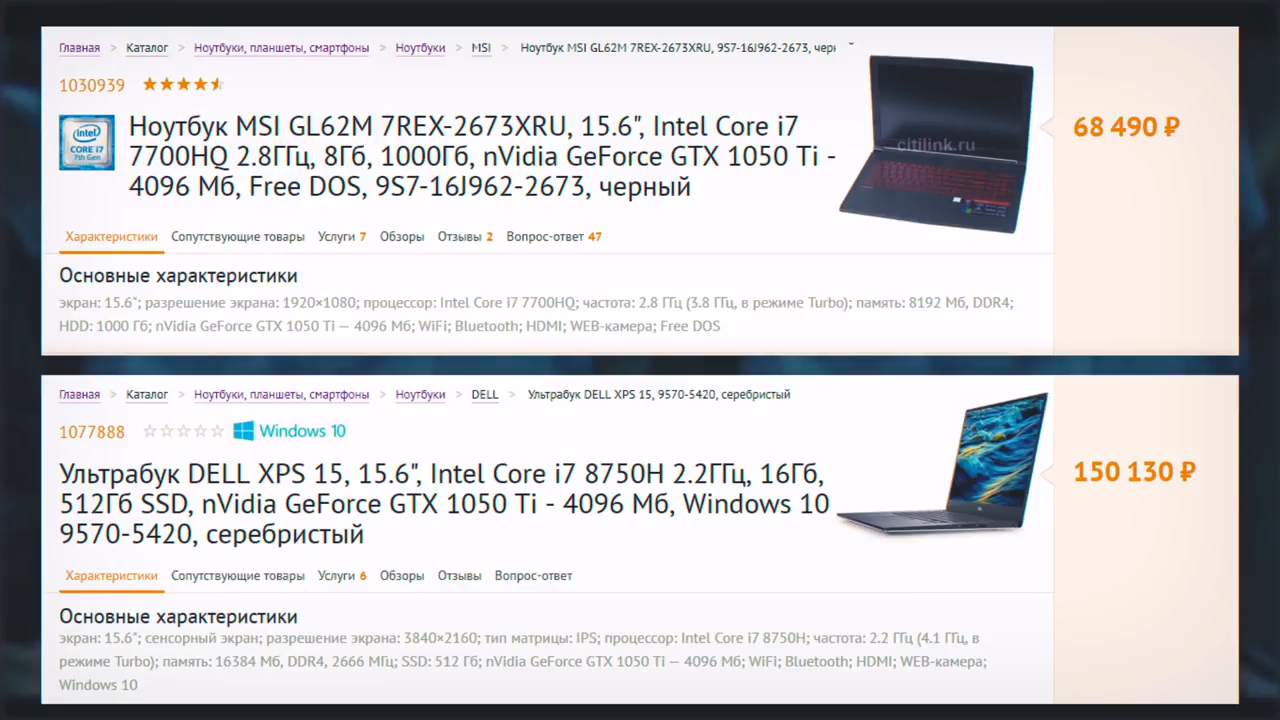 Главная > Каталог > Ноутбуки, планшеты, смартфоны > Ноутбуки > MSI > Ноутбук MSI GL62M 7REX-2673XRU, 9S7-16J962-2673, черн
1030939
intel
CORE i7
7th Gen
Ноутбук MSI GL62M 7REX-2673XRU, 15.6", Intel Core i7
7700HQ 2.8ГГц, 8Гб, 1000Гб, nVidia GeForce GTX 1050 Ti -
4096 Мб, Free DOS, 9S7-16J962-2673, черный
citilink.ru
68 490 ₽
Характеристики Сопутствующие товары Услуги 7 Обзоры Отзывы 2 Вопрос-ответ 47
Основные характеристики
экран: 15.6"; разрешение экрана: 1920×1080; процессор: Intel Core i7 7700HQ; частота: 2.8 ГГц (3.8 ГГц, в режиме Turbo); память: 8192 Мб, DDR4;
HDD: 1000 Гб; nVidia GeForce GTX 1050 Ti — 4096 Мб; WiFi; Bluetooth; HDMI; WEB-камера; Free DOS
Главная > Каталог > Ноутбуки, планшеты, смартфоны > Ноутбуки > DELL > Ультрабук DELL XPS 15, 9570-5420, серебристый
1077888 Windows 10
Ультрабук DELL XPS 15, 15.6", Intel Core i7 8750H 2.2ГГц, 16Гб,
512Гб SSD, nVidia GeForce GTX 1050 Ti - 4096 Мб, Windows 10
9570-5420, серебристый
150 130 ₽
Характеристики Сопутствующие товары Услуги 6 Обзоры Отзывы Вопрос-ответ
Основные характеристики
экран: 15.6"; сенсорный экран; разрешение экрана: 3840×2160; тип матрицы: IPS; процессор: Intel Core i7 8750H; частота: 2.2 ГГц (4.1 ГГц, в
режиме Turbo); память: 16384 Мб, DDR4, 2666 МГц; SSD: 512 Гб; nVidia GeForce GTX 1050 Ti — 4096 Мб; WiFi; Bluetooth; HDMI; WEB-камера;
Windows 10